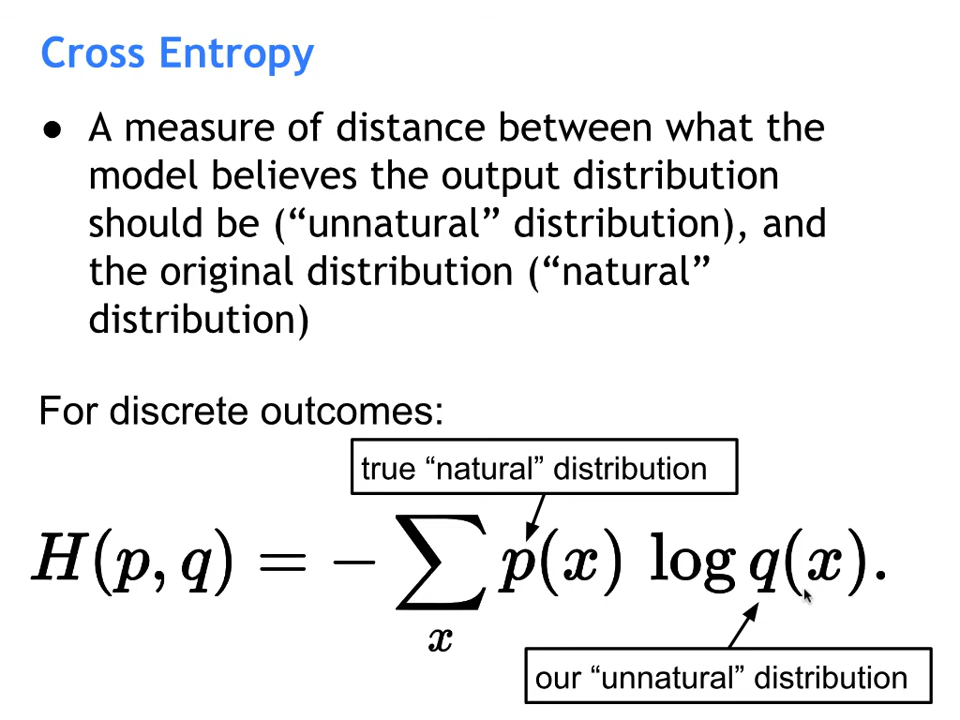 Cross Entropy
● A measure of distance between what the
model believes the output distribution
should be (“unnatural” distribution), and
the original distribution (“natural”
distribution)
For discrete outcomes:
true “natural” distribution
H(p, q) = − ∑ₓ p(x) log q(x).
our “unnatural” distribution